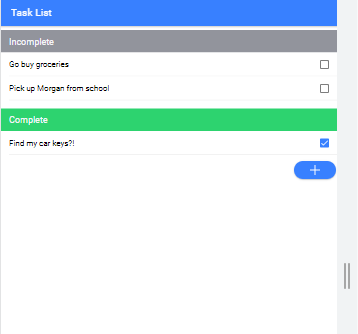 Task List
Incomplete
Go buy groceries
Pick up Morgan from school
Complete
Find my car keys?!